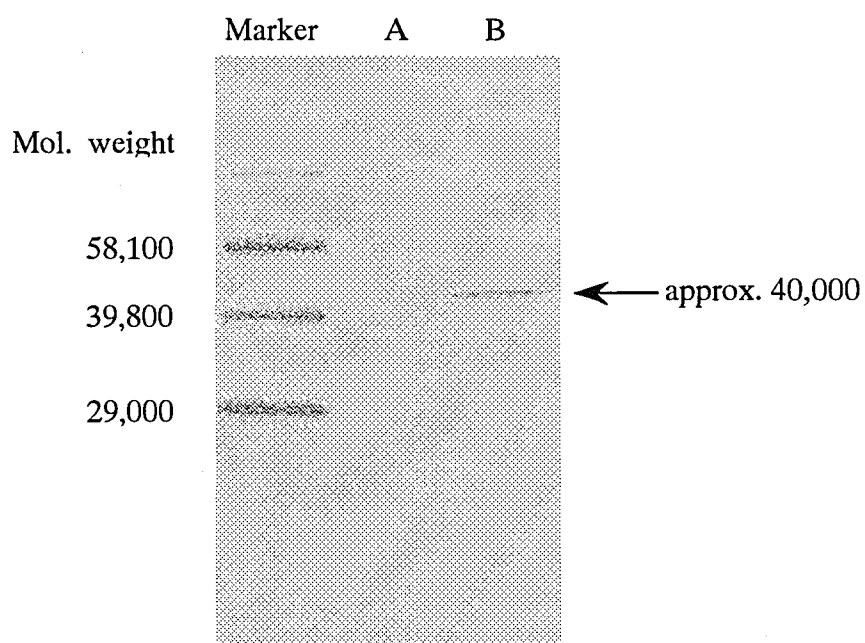 Marker A B
Mol. weight
58,100
approx. 40,000
39,800
29,000